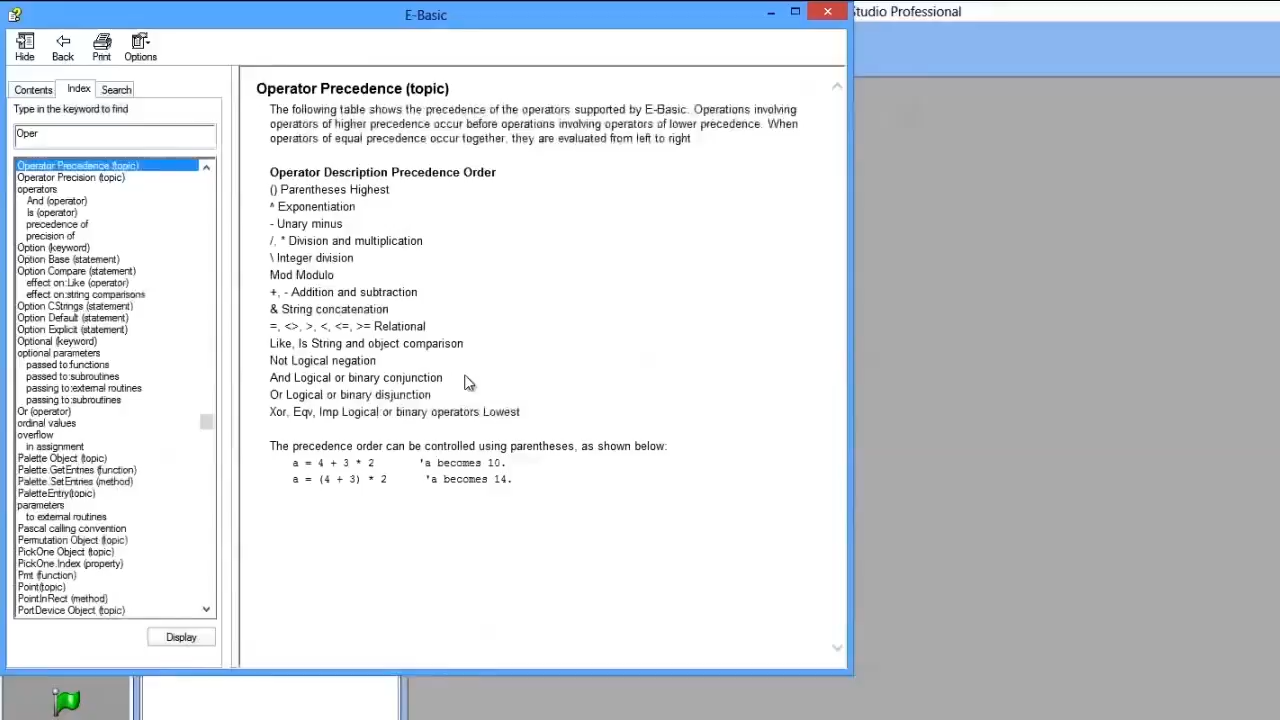 E-Basic
Studio Professional
Hide
Back
Print
Options
Contents
Index
Search
Type in the keyword to find
Oper
Operator Precedence (topic)
Operator Precision (topic)
operators
And (operator)
Is (operator)
precedence of
precision of
Option (keyword)
Option Base (statement)
Option Compare (statement)
effect on:Like (operator)
effect on:string comparisons
Option CStrings (statement)
Option Default (statement)
Option Explicit (statement)
Optional (keyword)
optional parameters
passed to:functions
passed to:subroutines
passing to:external routines
passing to:subroutines
Or (operator)
ordinal values
overflow
in assignment
Palette Object (topic)
Palette.GetEntries (function)
Palette.SetEntries (method)
PaletteEntry(topic)
parameters
to external routines
Pascal calling convention
Permutation Object (topic)
PickOne Object (topic)
PickOne.Index (property)
Pmt (function)
Point(topic)
PointInRect (method)
PortDevice Object (topic)
Display
Operator Precedence (topic)
The following table shows the precedence of the operators supported by E-Basic. Operations involving
operators of higher precedence occur before operations involving operators of lower precedence. When
operators of equal precedence occur together, they are evaluated from left to right
Operator Description Precedence Order
() Parentheses Highest
^ Exponentiation
- Unary minus
/, * Division and multiplication
\ Integer division
Mod Modulo
+, - Addition and subtraction
& String concatenation
=, <>, >, <, <=, >= Relational
Like, Is String and object comparison
Not Logical negation
And Logical or binary conjunction
Or Logical or binary disjunction
Xor, Eqv, Imp Logical or binary operators Lowest
The precedence order can be controlled using parentheses, as shown below:
a = 4 + 3 * 2 'a becomes 10.
a = (4 + 3) * 2 'a becomes 14.